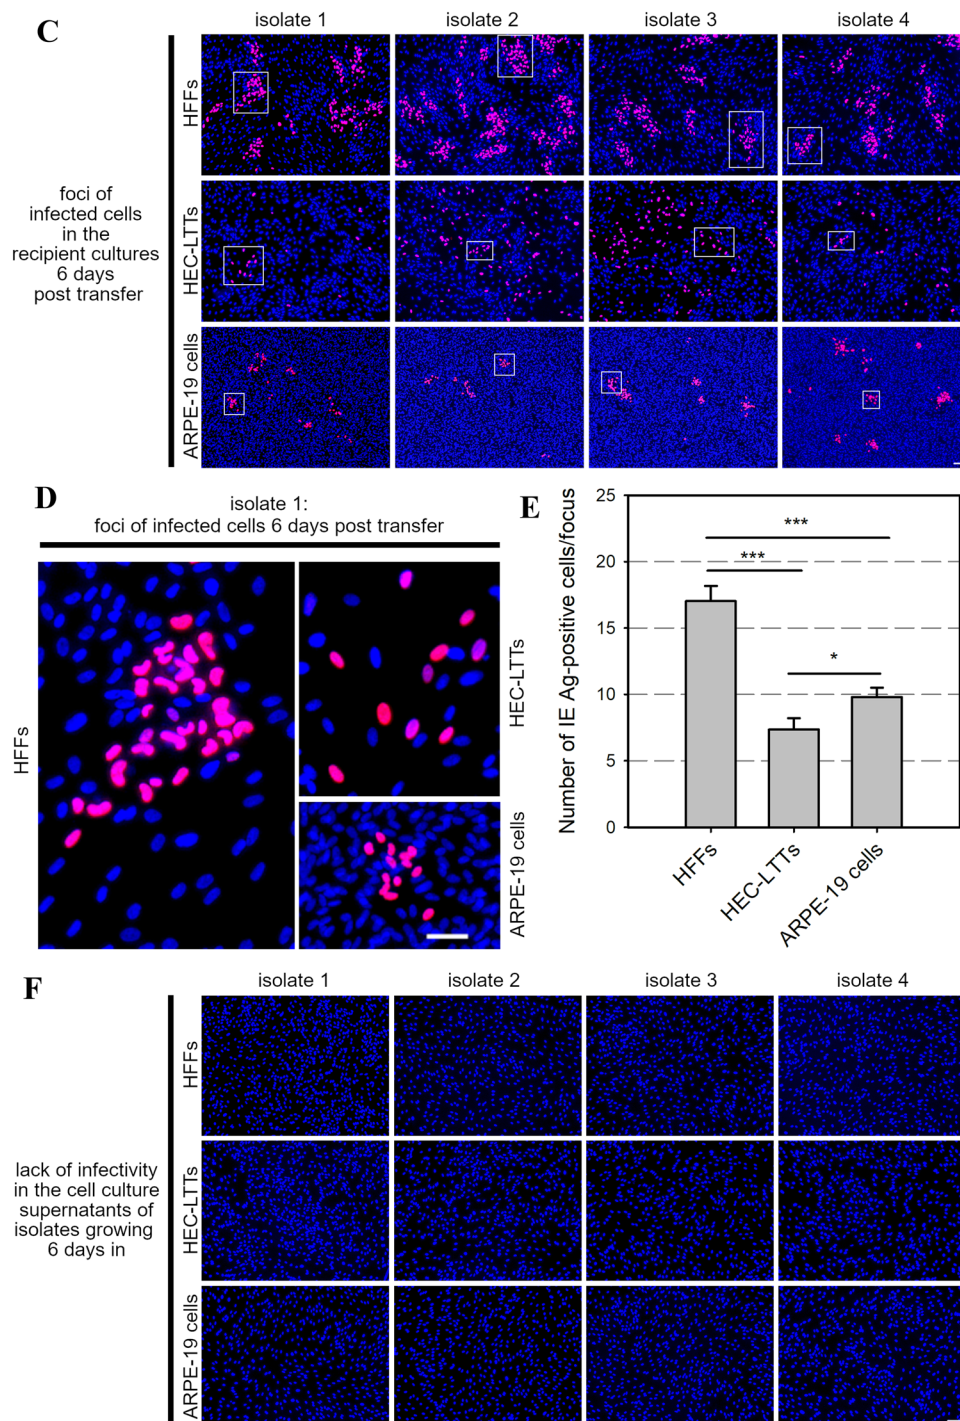 C
isolate 1
isolate 2
isolate 3
isolate 4
foci of
infected cells
in the
recipient cultures
6 days
post transfer
HFFs
HEC-LTTs
ARPE-19 cells
D
isolate 1:
foci of infected cells 6 days post transfer
HFFs
HEC-LTTs
ARPE-19 cells
E
Number of IE Ag-positive cells/focus
25
20
15
10
5
0
***
***
*
HFFs
HEC-LTTs
ARPE-19 cells
F
isolate 1
isolate 2
isolate 3
isolate 4
lack of infectivity
in the cell culture
supernatants of
isolates growing
6 days in
HFFs
HEC-LTTs
ARPE-19 cells